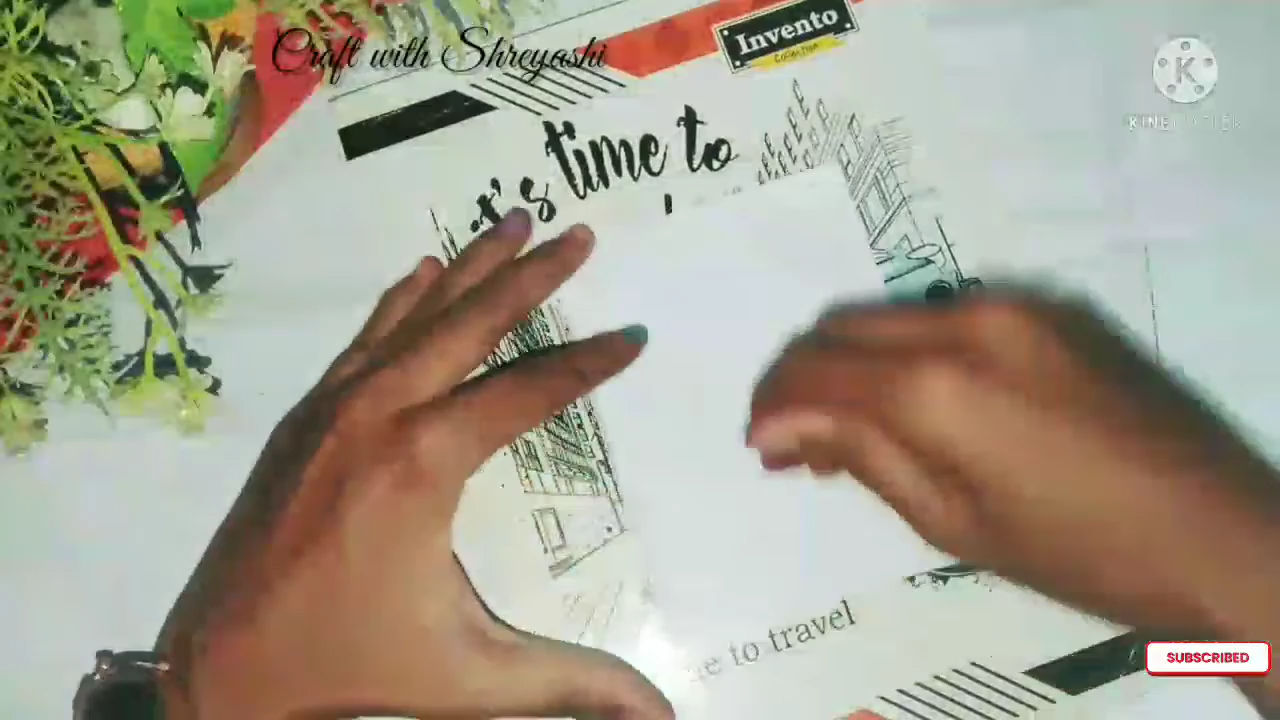 Craft with Shreyashi
Invento
Collection
K
KINEMASTER
's time to
to travel
SUBSCRIBED